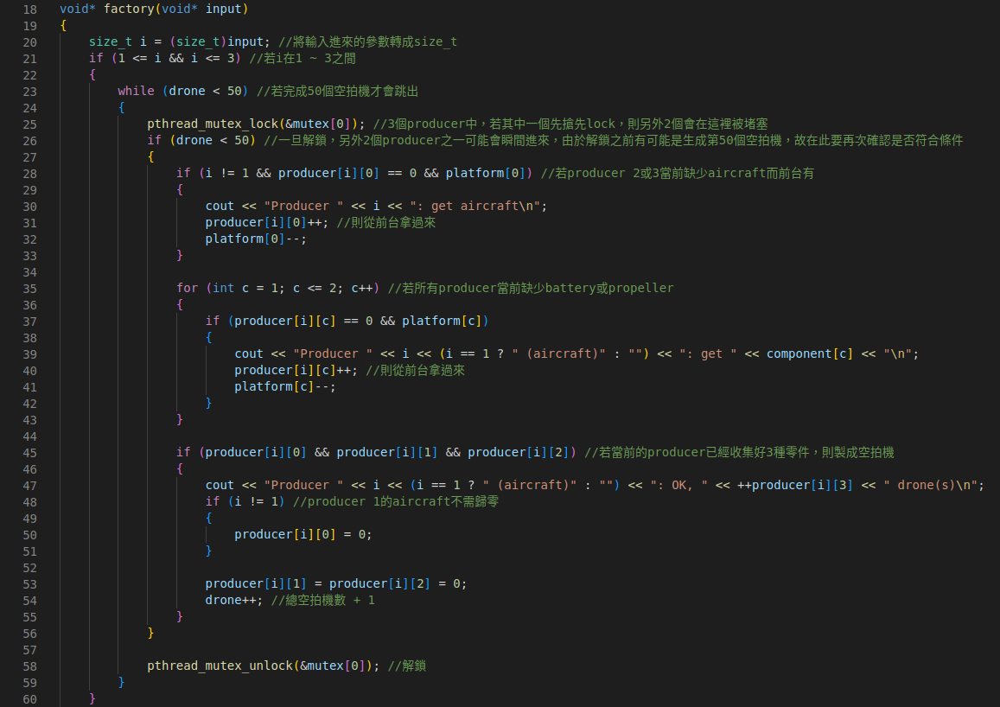 18 void* factory(void* input)
19 {
20 size_t i = (size_t)input; //將輸入進來的參數轉成size_t
21 if (1 <= i && i <= 3) //若i在1 ~ 3之間
22 {
23 while (drone < 50) //若完成50個空拍機才會跳出
24 {
25 pthread_mutex_lock(&mutex[0]); //3個producer中，若其中一個先搶先lock，則另外2個會在這裡被堵塞
26 if (drone < 50) //一旦解鎖，另外2個producer之一可能會瞬間進來，由於解鎖之前有可能是生成第50個空拍機，故在此要再次確認是否符合條件
27 {
28 if (i != 1 && producer[i][0] == 0 && platform[0]) //若producer 2或3當前缺少aircraft而前台有
29 {
30 cout << "Producer " << i << ": get aircraft\n";
31 producer[i][0]++; //則從前台拿過來
32 platform[0]--;
33 }
34
35 for (int c = 1; c <= 2; c++) //若所有producer當前缺少battery或propeller
36 {
37 if (producer[i][c] == 0 && platform[c])
38 {
39 cout << "Producer " << i << (i == 1 ? " (aircraft)" : "") << ": get " << component[c] << "\n";
40 producer[i][c]++; //則從前台拿過來
41 platform[c]--;
42 }
43 }
44
45 if (producer[i][0] && producer[i][1] && producer[i][2]) //若當前的producer已經收集好3種零件，則製成空拍機
46 {
47 cout << "Producer " << i << (i == 1 ? " (aircraft)" : "") << ": OK, " << ++producer[i][3] << " drone(s)\n";
48 if (i != 1) //producer 1的aircraft不需歸零
49 {
50 producer[i][0] = 0;
51 }
52
53 producer[i][1] = producer[i][2] = 0;
54 drone++; //總空拍機數 + 1
55 }
56 }
57
58 pthread_mutex_unlock(&mutex[0]); //解鎖
59 }
60 }